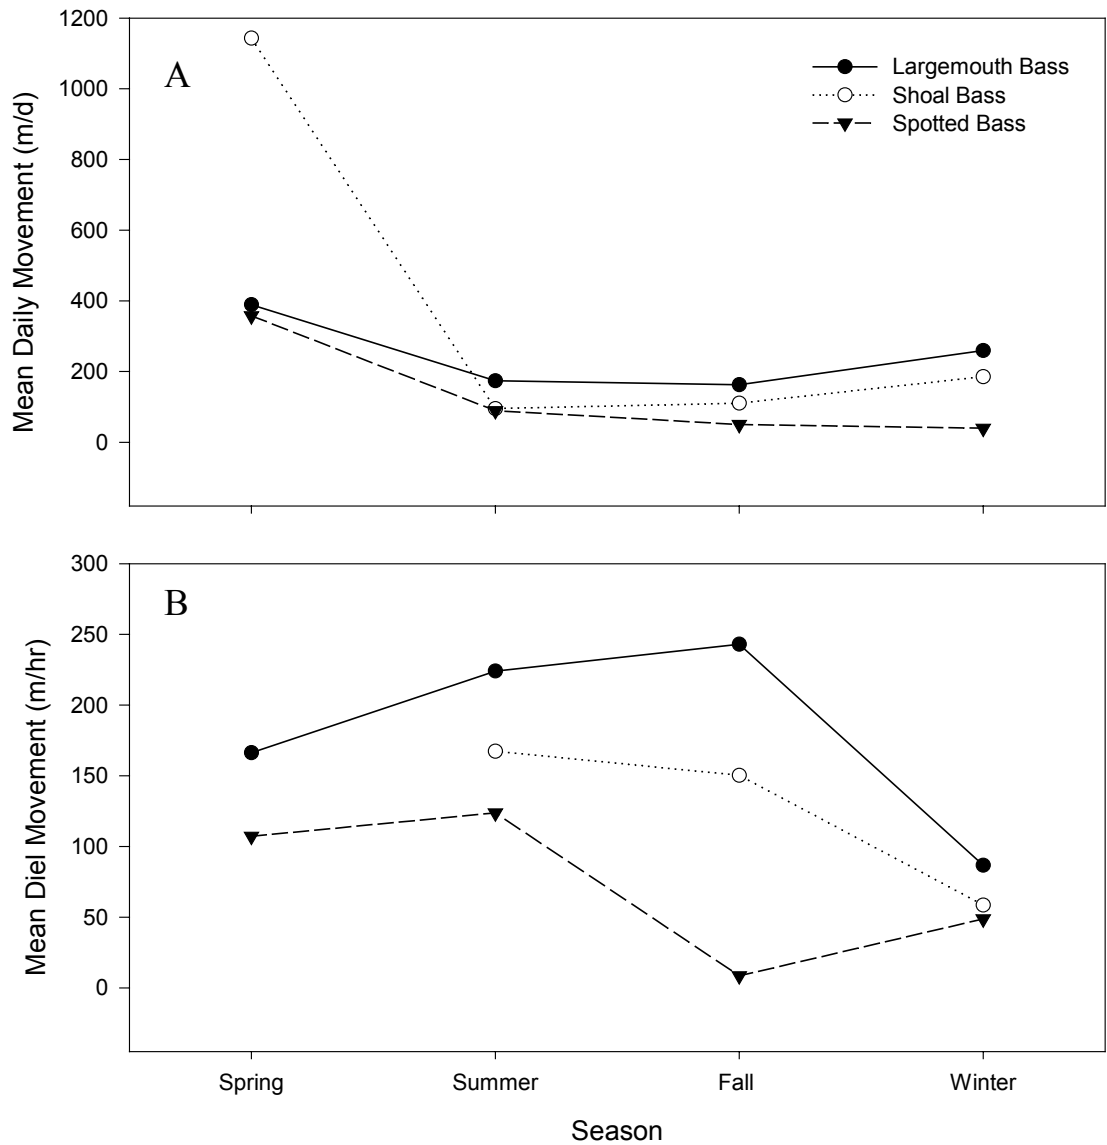 1200
1000
800
600
400
200
0
Mean Daily Movement (m/d)
A
Largemouth Bass
Shoal Bass
Spotted Bass
300
250
200
150
100
50
0
Mean Diel Movement (m/hr)
B
Spring
Summer
Fall
Winter
Season